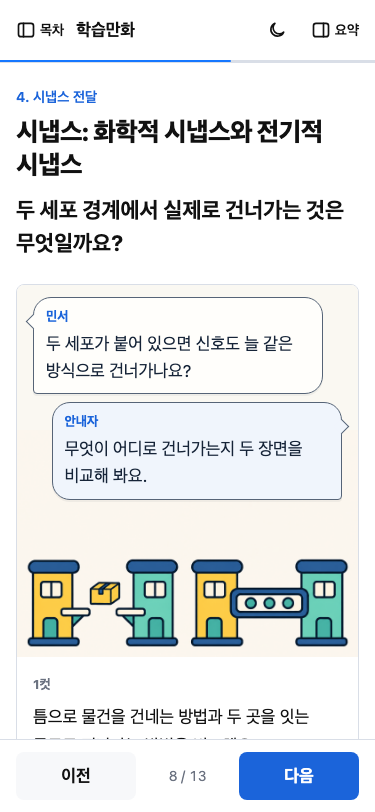 목차 학습만화 요약
4. 시냅스 전달
시냅스: 화학적 시냅스와 전기적
시냅스
두 세포 경계에서 실제로 건너가는 것은
무엇일까요?
민서
두 세포가 붙어 있으면 신호도 늘 같은
방식으로 건너가나요?
안내자
무엇이 어디로 건너가는지 두 장면을
비교해 봐요.
1컷
틈으로 물건을 건네는 방법과 두 곳을 잇는
이전 8 / 13 다음